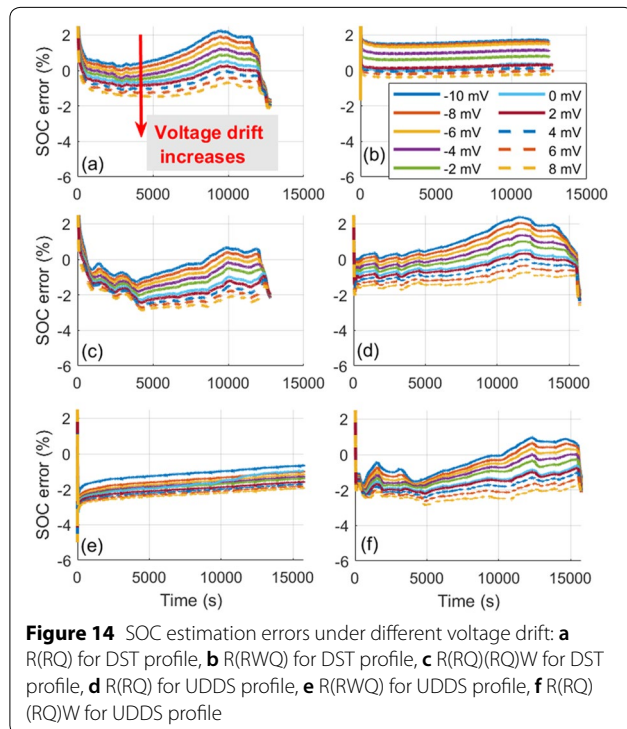 SOC error (%)
2
0
-2
-4
-6
0 5000 10000 15000
Voltage drift increases
(a)
2
0
-2
-4
-6
0 5000 10000 15000
-10 mV 0 mV
-8 mV 2 mV
-6 mV 4 mV
-4 mV 6 mV
-2 mV 8 mV
(b)
SOC error (%)
2
0
-2
-4
-6
0 5000 10000 15000
(c)
2
0
-2
-4
-6
0 5000 10000 15000
(d)
SOC error (%)
2
0
-2
-4
-6
0 5000 10000 15000
Time (s)
(e)
2
0
-2
-4
-6
0 5000 10000 15000
Time (s)
(f)
Figure 14 SOC estimation errors under different voltage drift: a
R(RQ) for DST profile, b R(RWQ) for DST profile, c R(RQ)(RQ)W for DST
profile, d R(RQ) for UDDS profile, e R(RWQ) for UDDS profile, f R(RQ)
(RQ)W for UDDS profile